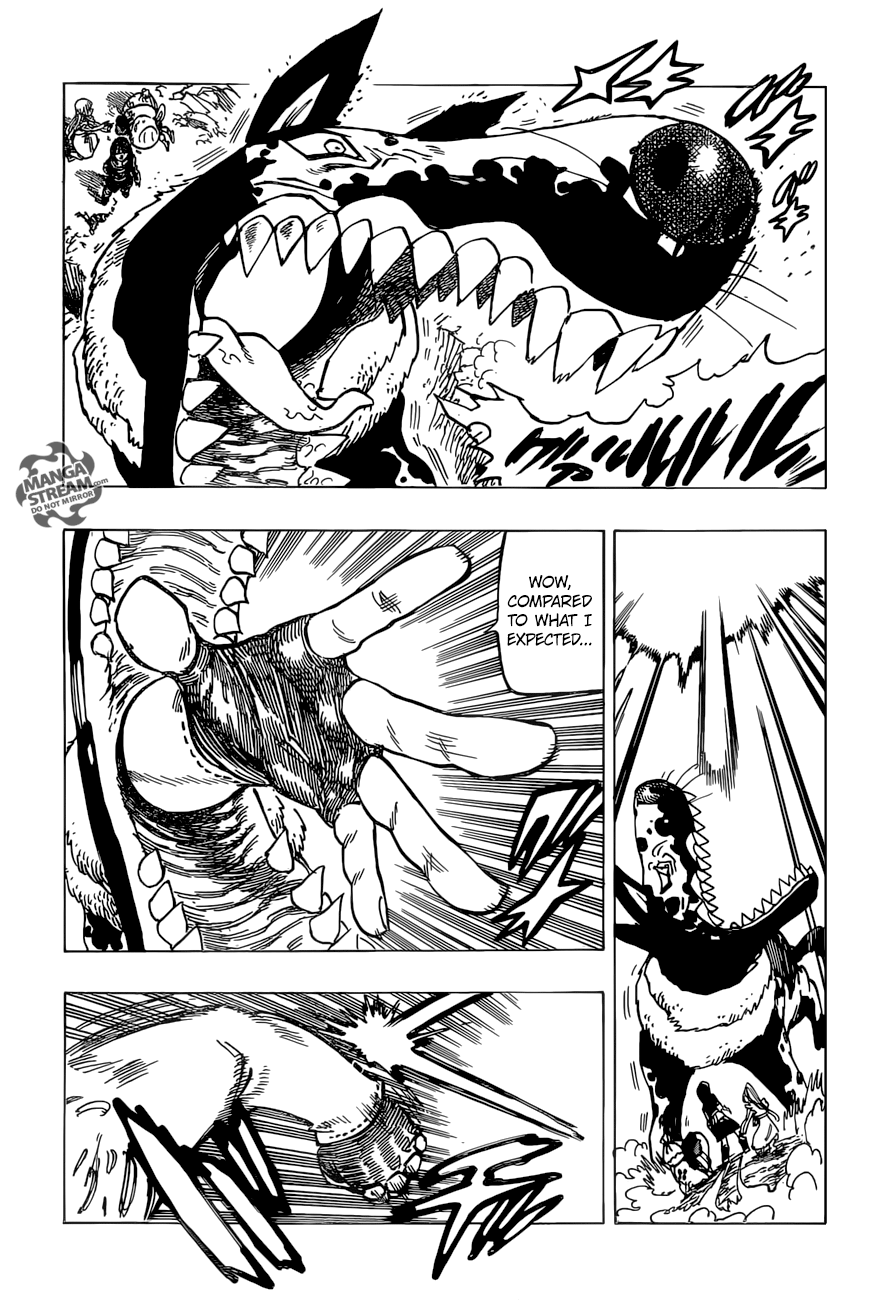 MANGA
STREAM.com
DO NOT MIRROR
WOW,
COMPARED
TO WHAT I
EXPECTED...